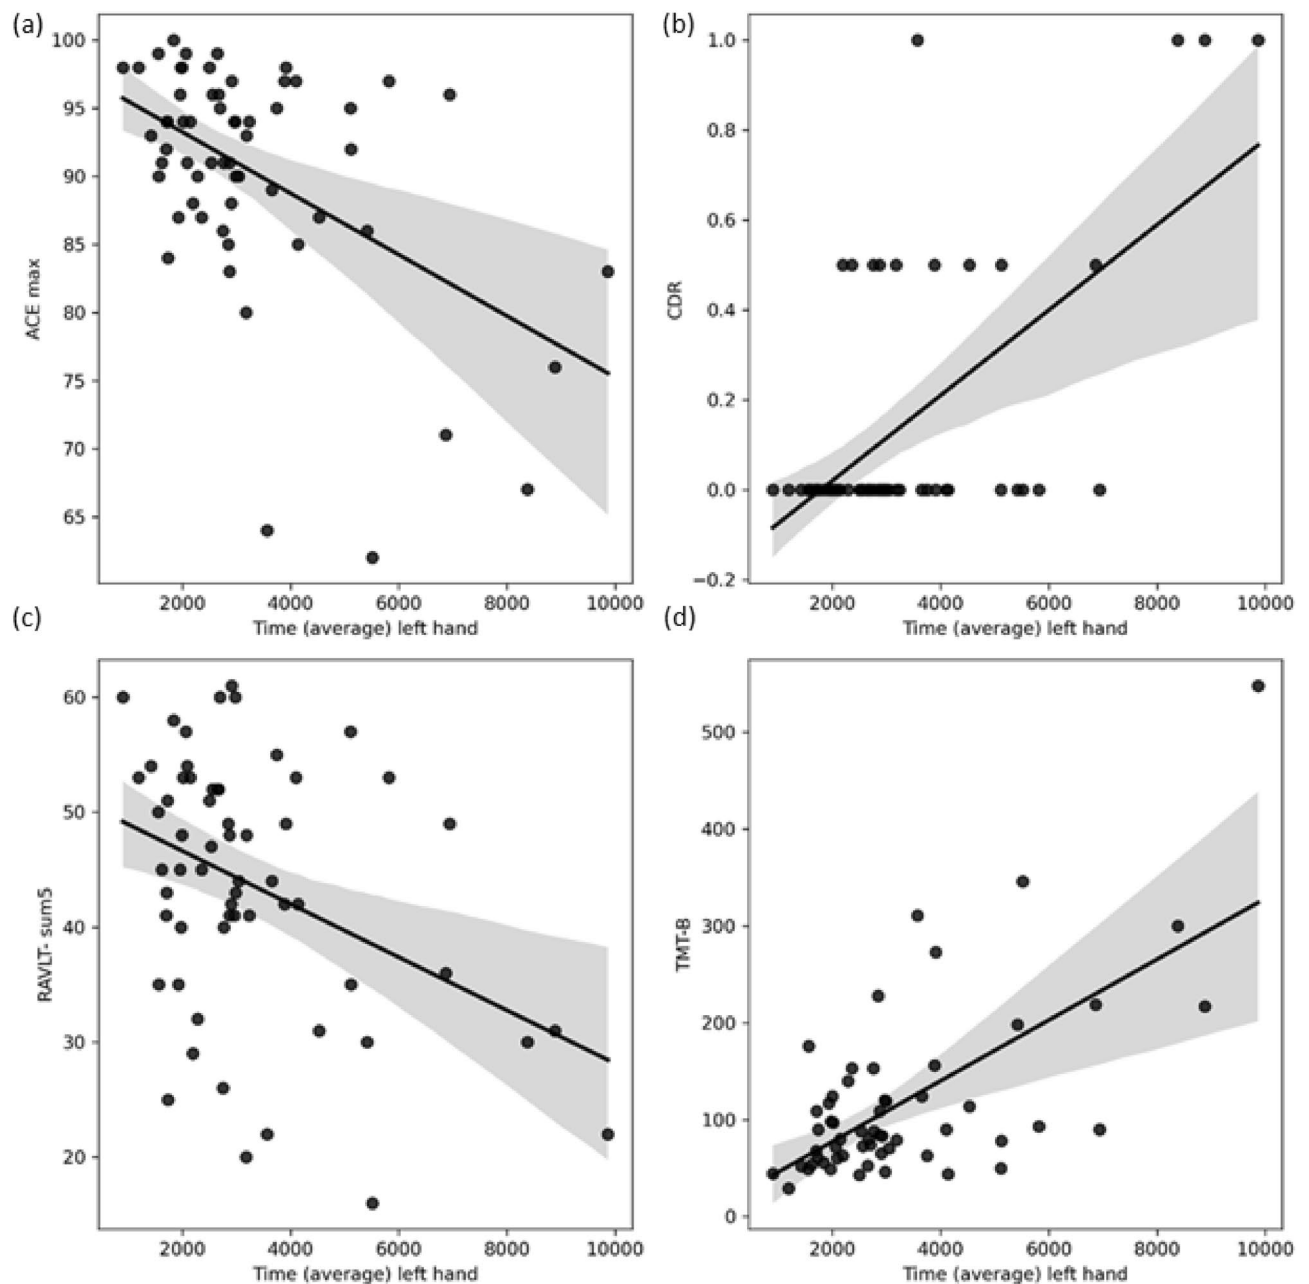 (a)
100
95
90
85
80
75
70
65
ACE max
2000 4000 6000 8000 10000
Time (average) left hand
(b)
1.0
0.8
0.6
0.4
0.2
0.0
−0.2
CDR
2000 4000 6000 8000 10000
Time (average) left hand
(c)
60
50
40
30
20
RAVLT- sum5
2000 4000 6000 8000 10000
Time (average) left hand
(d)
500
400
300
200
100
0
TMT-B
2000 4000 6000 8000 10000
Time (average) left hand